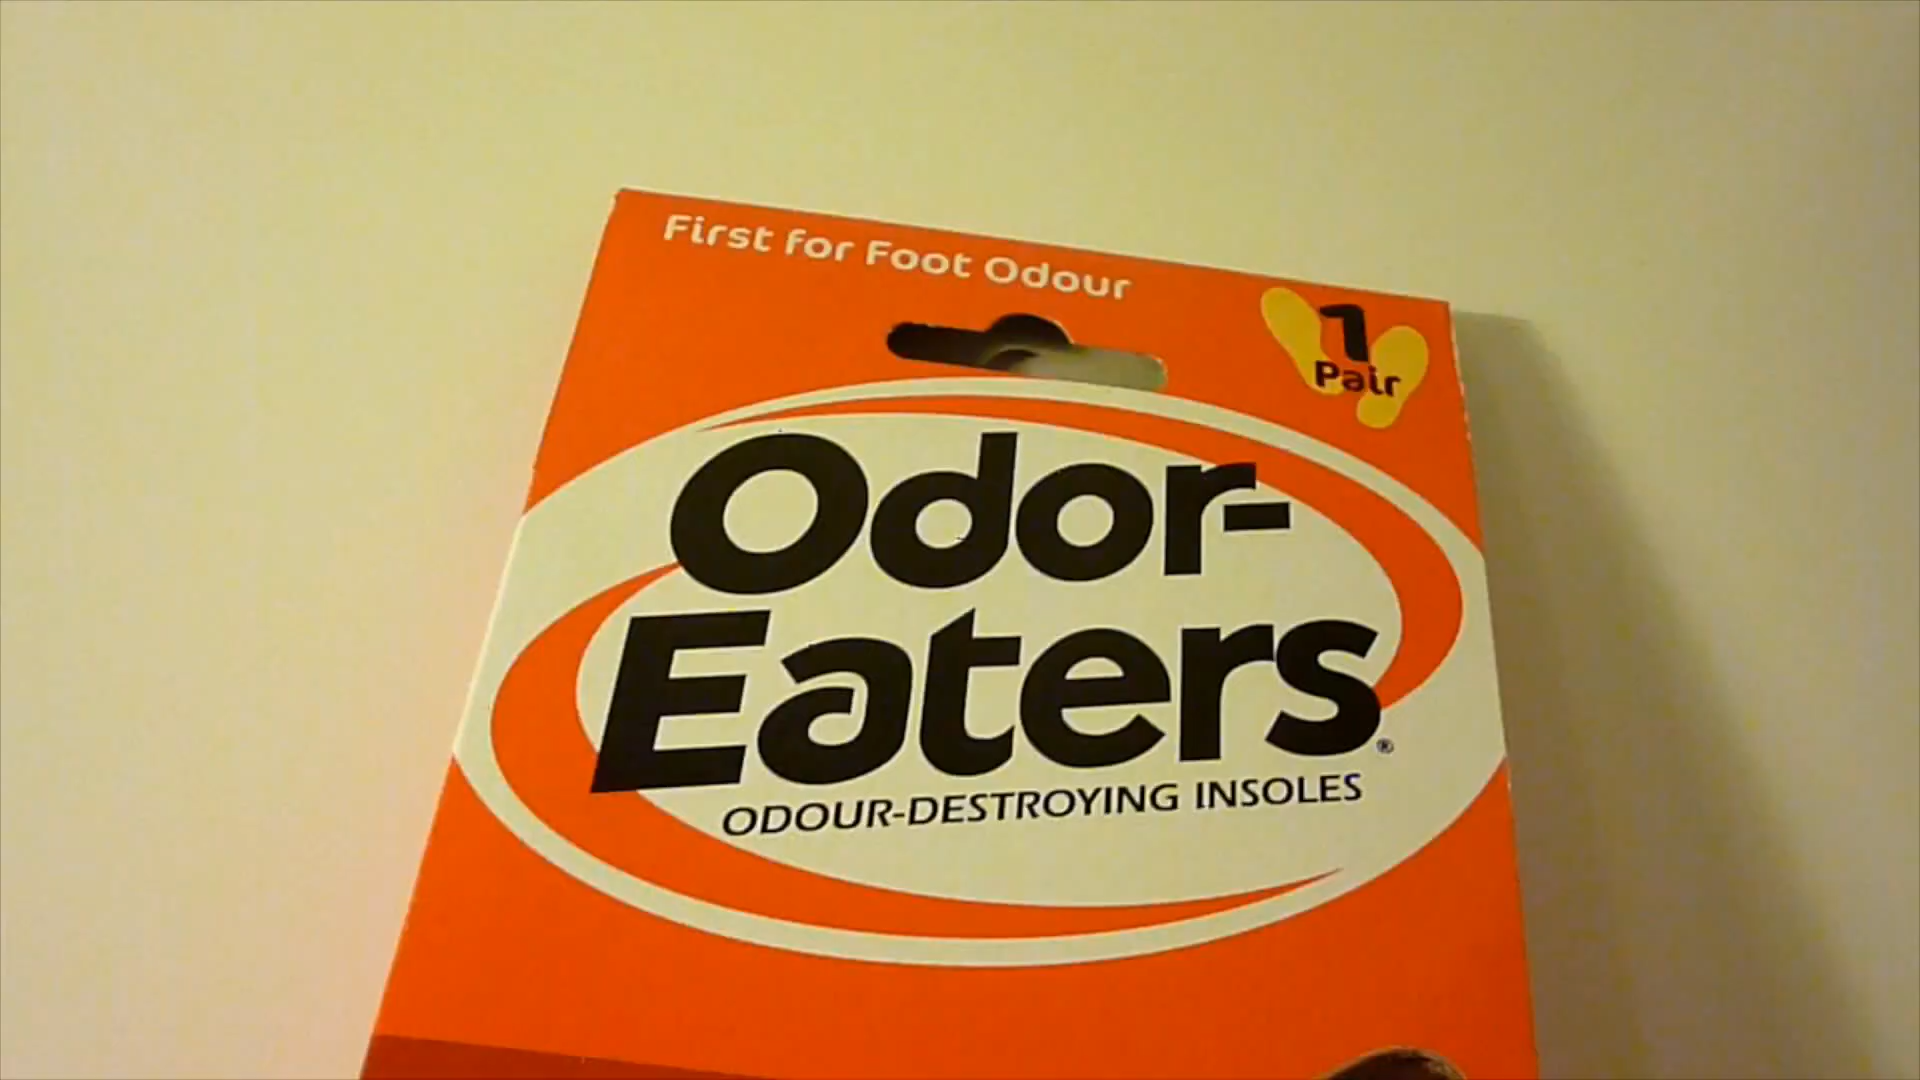 First for Foot Odour
1
Pair
Odor-
Eaters®
ODOUR-DESTROYING INSOLES